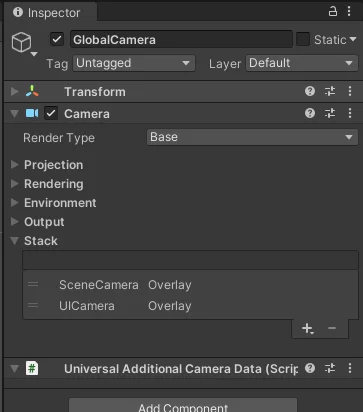 Inspector
GlobalCamera Static
Tag Untagged Layer Default
Transform
Camera
Render Type Base
Projection
Rendering
Environment
Output
Stack
SceneCamera Overlay
UICamera Overlay
Universal Additional Camera Data (Scrip
Add Component